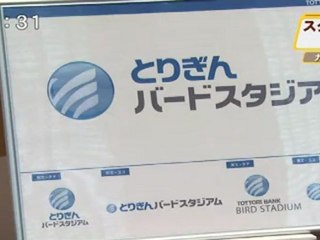 :31
TOTTORI
ス
とりぎん
バードスタジア
とりぎん
バードスタジアム
とりぎんバードスタジアム
TOTTORI BANK
BIRD STADIUM